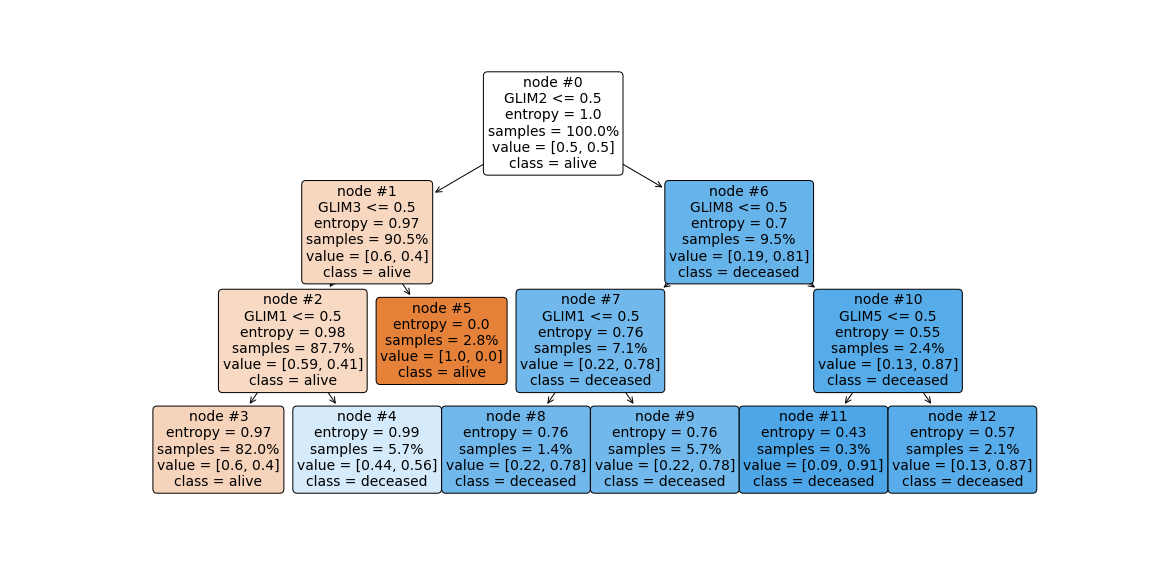 node #0
GLIM2 <= 0.5
entropy = 1.0
samples = 100.0%
value = [0.5, 0.5]
class = alive
node #1
GLIM3 <= 0.5
entropy = 0.97
samples = 90.5%
value = [0.6, 0.4]
class = alive
node #6
GLIM8 <= 0.5
entropy = 0.7
samples = 9.5%
value = [0.19, 0.81]
class = deceased
node #2
GLIM1 <= 0.5
entropy = 0.98
samples = 87.7%
value = [0.59, 0.41]
class = alive
node #5
entropy = 0.0
samples = 2.8%
value = [1.0, 0.0]
class = alive
node #7
GLIM1 <= 0.5
entropy = 0.76
samples = 7.1%
value = [0.22, 0.78]
class = deceased
node #10
GLIM5 <= 0.5
entropy = 0.55
samples = 2.4%
value = [0.13, 0.87]
class = deceased
node #3
entropy = 0.97
samples = 82.0%
value = [0.6, 0.4]
class = alive
node #4
entropy = 0.99
samples = 5.7%
value = [0.44, 0.56]
class = deceased
node #8
entropy = 0.76
samples = 1.4%
value = [0.22, 0.78]
class = deceased
node #9
entropy = 0.76
samples = 5.7%
value = [0.22, 0.78]
class = deceased
node #11
entropy = 0.43
samples = 0.3%
value = [0.09, 0.91]
class = deceased
node #12
entropy = 0.57
samples = 2.1%
value = [0.13, 0.87]
class = deceased